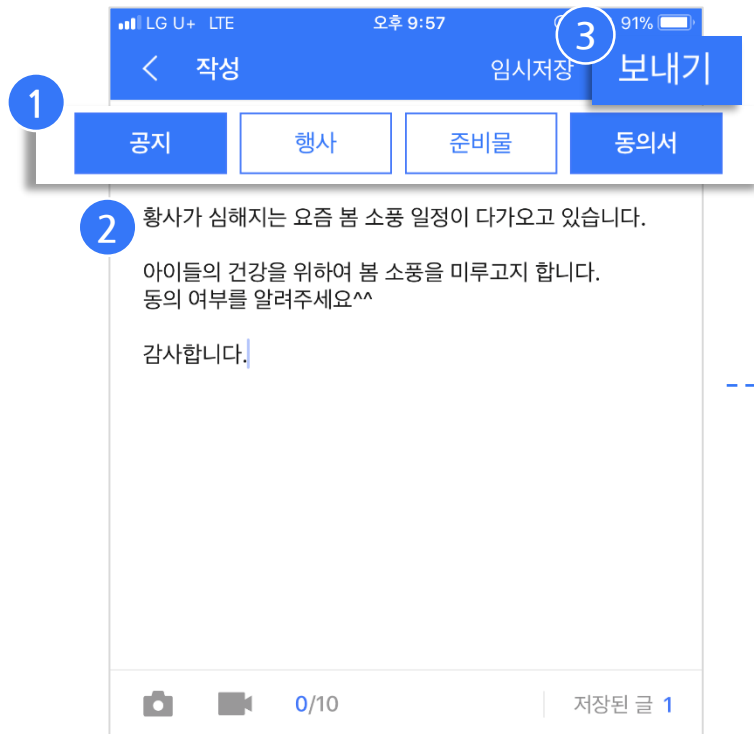 LG U+ LTE 오후 9:57 91%
3
작성 임시저장 보내기
1
공지 행사 준비물 동의서
2
황사가 심해지는 요즘 봄 소풍 일정이 다가오고 있습니다.
아이들의 건강을 위하여 봄 소풍을 미루고지 합니다.
동의 여부를 알려주세요^^
감사합니다.
0/10 저장된 글 1